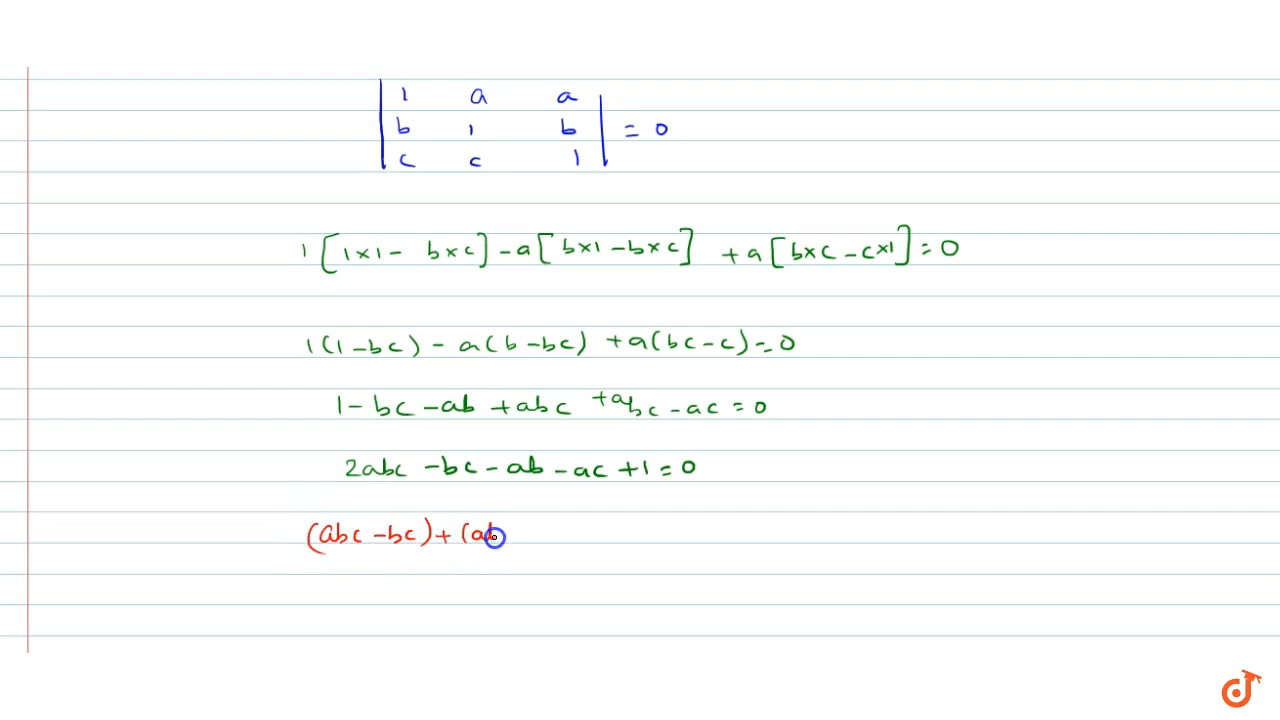 1 a a
b 1 b = 0
c c 1
1[1×1 - b×c] - a[b×1 - b×c] + a[b×c - c×1] = 0
1(1 - bc) - a(b - bc) + a(bc - c) = 0
1 - bc - ab + abc + abc - ac = 0
2abc - bc - ab - ac + 1 = 0
(abc - bc) + (ab